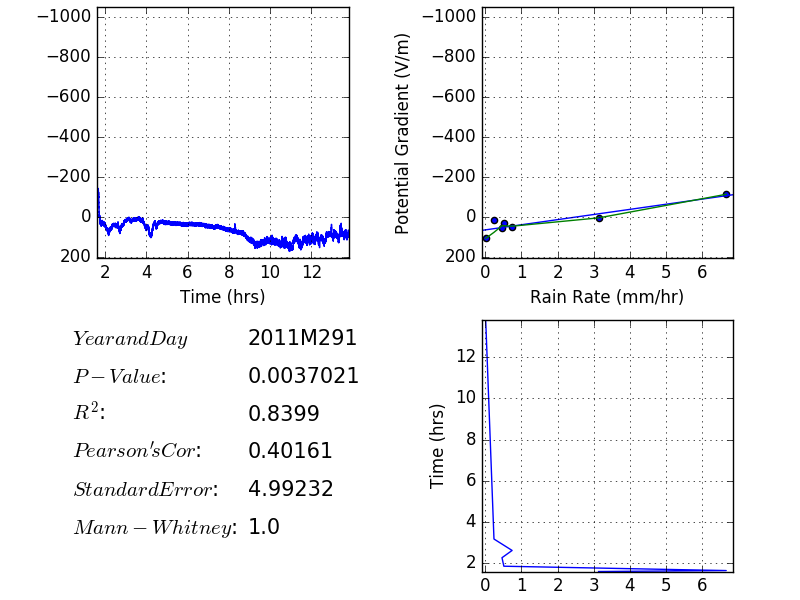 −1000
−800
−600
−400
−200
0
200
2 4 6 8 10 12
Time (hrs)
Potential Gradient (V/m)
−1000
−800
−600
−400
−200
0
200
0 1 2 3 4 5 6
Rain Rate (mm/hr)
YearandDay 2011M291
P−Value: 0.0037021
R²: 0.8399
Pearson'sCor: 0.40161
StandardError: 4.99232
Mann−Whitney: 1.0
Time (hrs)
12
10
8
6
4
2
0 1 2 3 4 5 6